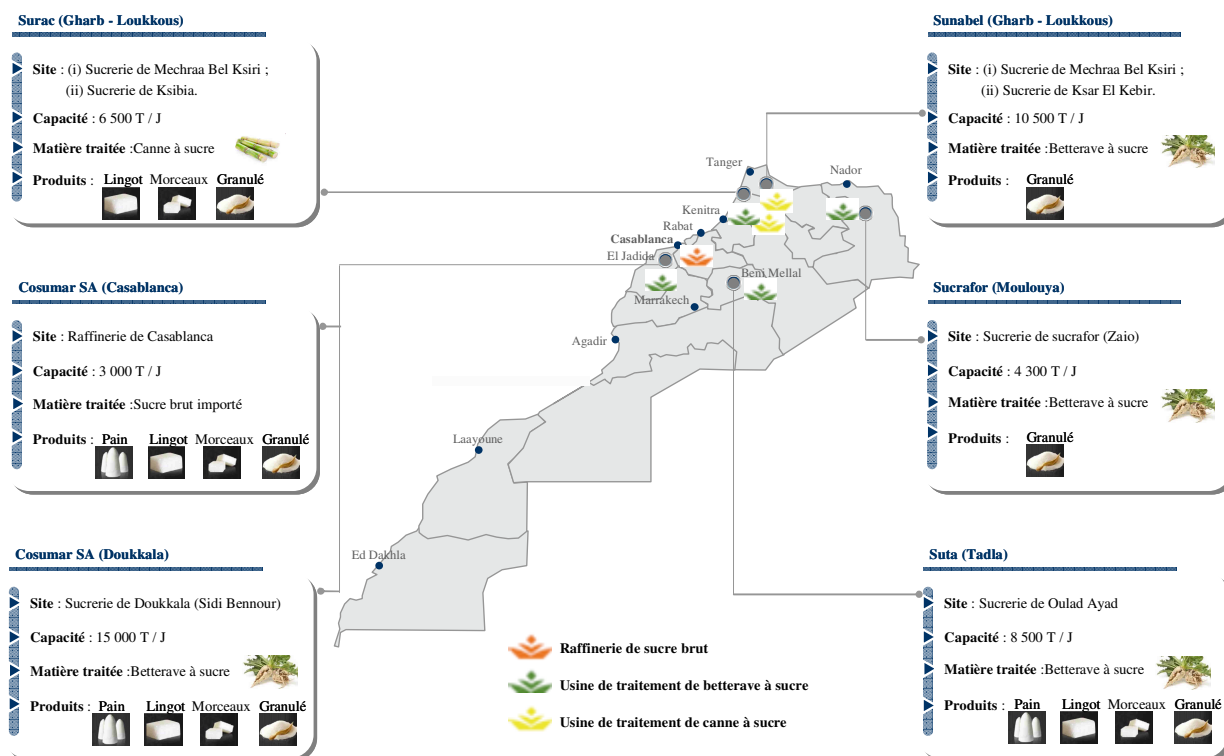 Surac (Gharb - Loukkous)
Site : (i) Sucrerie de Mechraa Bel Ksiri ;
(ii) Sucrerie de Ksibia.
Capacité : 6 500 T / J
Matière traitée :Canne à sucre
Produits : Lingot Morceaux Granulé
Cosumar SA (Casablanca)
Site : Raffinerie de Casablanca
Capacité : 3 000 T / J
Matière traitée :Sucre brut importé
Produits : Pain Lingot Morceaux Granulé
Cosumar SA (Doukkala)
Site : Sucrerie de Doukkala (Sidi Bennour)
Capacité : 15 000 T / J
Matière traitée :Betterave à sucre
Produits : Pain Lingot Morceaux Granulé
Tanger
Nador
Kenitra
Rabat
Casablanca
El Jadida
Beni Mellal
Marrakech
Agadir
Laayoune
Ed Dakhla
Raffinerie de sucre brut
Usine de traitement de betterave à sucre
Usine de traitement de canne à sucre
Sunabel (Gharb - Loukkous)
Site : (i) Sucrerie de Mechraa Bel Ksiri ;
(ii) Sucrerie de Ksar El Kebir.
Capacité : 10 500 T / J
Matière traitée :Betterave à sucre
Produits : Granulé
Sucrafor (Moulouya)
Site : Sucrerie de sucrafor (Zaio)
Capacité : 4 300 T / J
Matière traitée :Betterave à sucre
Produits : Granulé
Suta (Tadla)
Site : Sucrerie de Oulad Ayad
Capacité : 8 500 T / J
Matière traitée :Betterave à sucre
Produits : Pain Lingot Morceaux Granulé